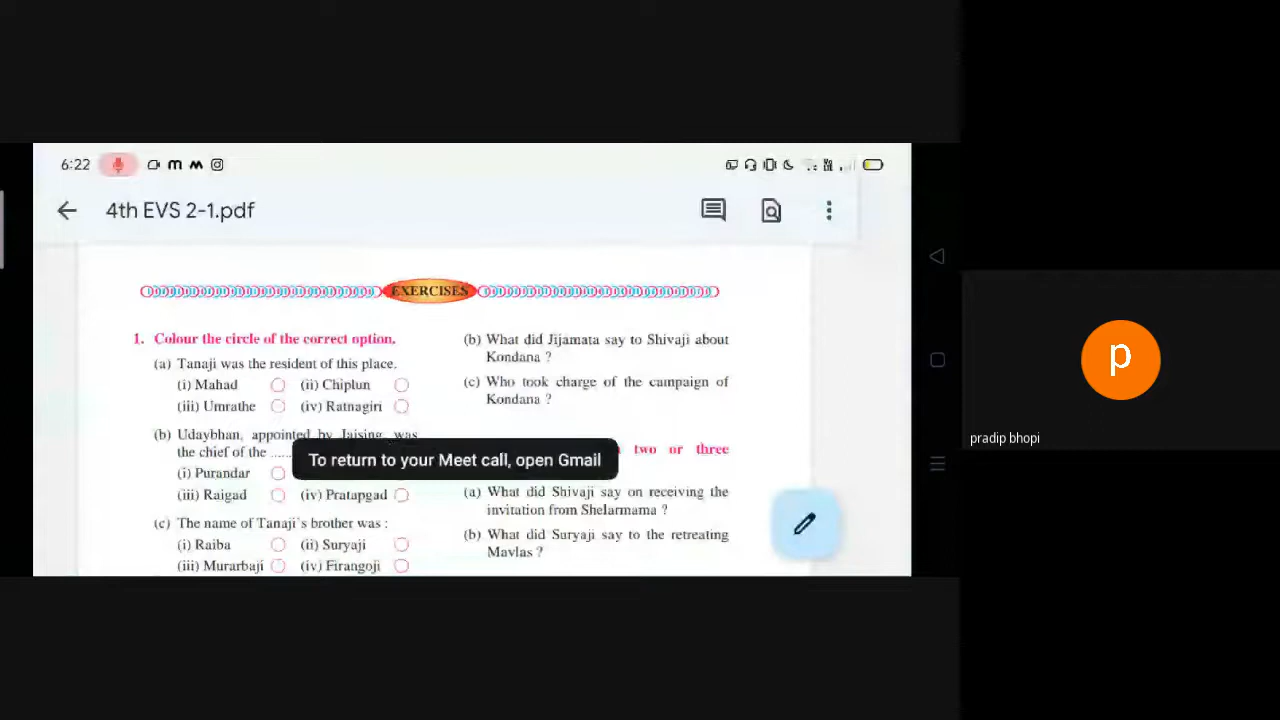 6:22
4th EVS 2-1.pdf
EXERCISES
1. Colour the circle of the correct option.
(a) Tanaji was the resident of this place.
(i) Mahad (ii) Chiplun
(iii) Umrathe (iv) Ratnagiri
(b) Udaybhan, appointed by Jaising, was
the chief of the .....
(i) Purandar
(iii) Raigad (iv) Pratapgad
(c) The name of Tanaji's brother was :
(i) Raiba (ii) Suryaji
(iii) Murarbaji (iv) Firangoji
(b) What did Jijamata say to Shivaji about
Kondana ?
(c) Who took charge of the campaign of
Kondana ?
two or three
(a) What did Shivaji say on receiving the
invitation from Shelarmama ?
(b) What did Suryaji say to the retreating
Mavlas ?
To return to your Meet call, open Gmail
p
pradip bhopi